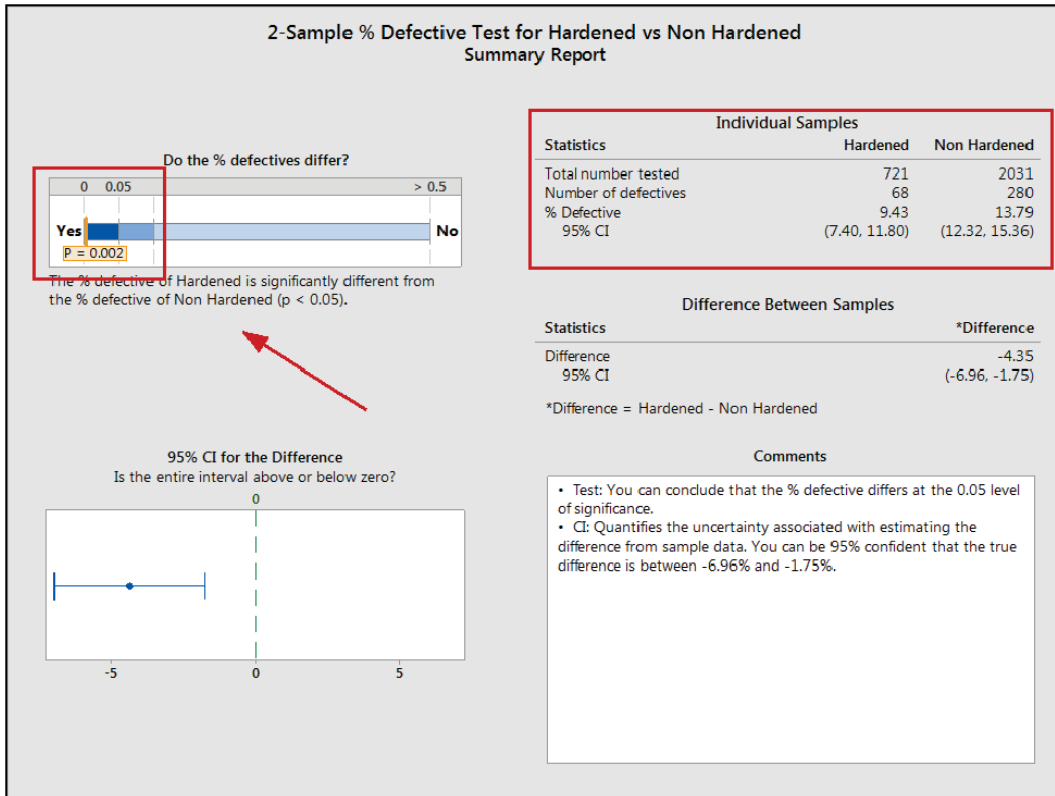 2-Sample % Defective Test for Hardened vs Non Hardened
Summary Report
Do the % defectives differ?
0 0.05 > 0.5
Yes No
P = 0.002
The % defective of Hardened is significantly different from
the % defective of Non Hardened (p < 0.05).
Individual Samples
Statistics Hardened Non Hardened
Total number tested 721 2031
Number of defectives 68 280
% Defective 9.43 13.79
95% CI (7.40, 11.80) (12.32, 15.36)
Difference Between Samples
Statistics *Difference
Difference -4.35
95% CI (-6.96, -1.75)
*Difference = Hardened - Non Hardened
95% CI for the Difference
Is the entire interval above or below zero?
0
-5 0 5
Comments
• Test: You can conclude that the % defective differs at the 0.05 level
of significance.
• CI: Quantifies the uncertainty associated with estimating the
difference from sample data. You can be 95% confident that the true
difference is between -6.96% and -1.75%.